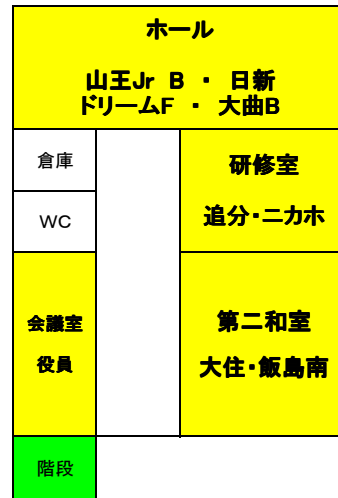 ホール
山王Jr B ・ 日新
ドリームF ・ 大曲B
倉庫
研修室
WC
追分・ニカホ
会議室
役員
第二和室
大住・飯島南
階段